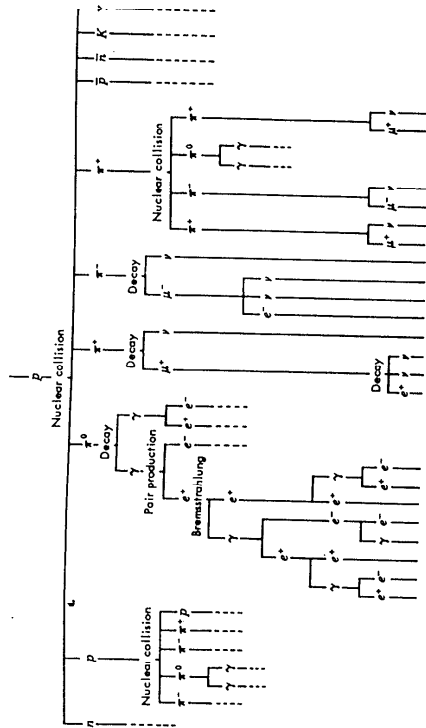 p
Nuclear collision
n p π⁰ π⁺ π⁻ π⁺ p̄ n̄ K
Decay Decay Decay
Nuclear collision Nuclear collision
γ γ μ⁺ ν μ⁻ ν
π⁻ π⁰ π⁻ π⁺ p π⁺ π⁻ π⁰ π⁺
Pair production
e⁺ e⁻ e⁺ e⁻
γ γ γ γ
Bremsstrahlung
γ e⁺ e⁻ ν ν
e⁺ e⁻ γ e⁺
γ e⁺ γ e⁻ e⁺ e⁻
e⁺ e⁻
Decay
e⁺ ν ν μ⁺ ν μ⁻ ν μ⁺ ν